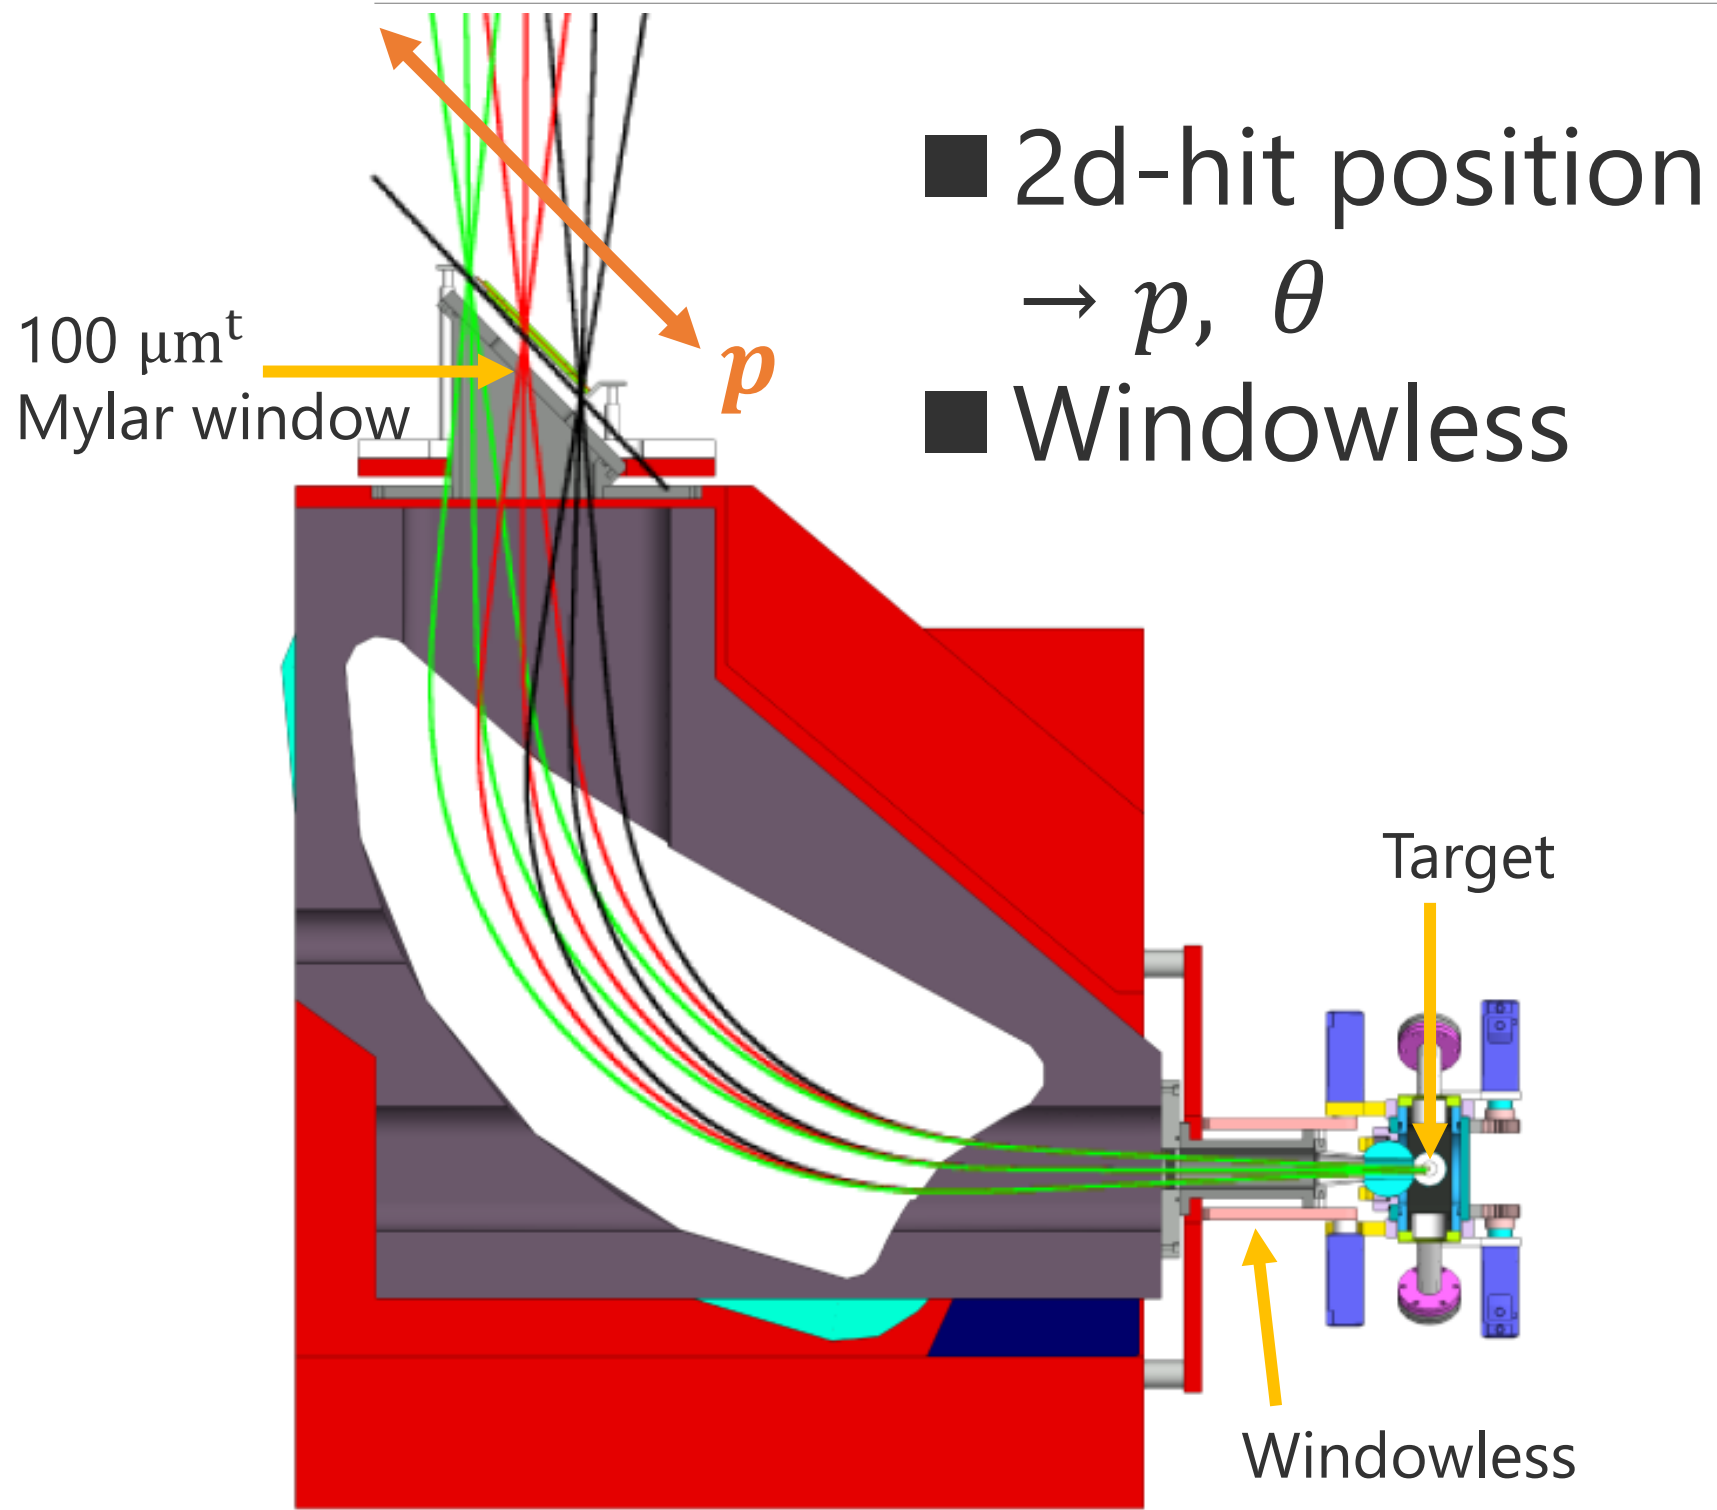 ■ 2d-hit position
→ p, θ
■ Windowless
100 μmᵗ
Mylar window
p
Target
Windowless